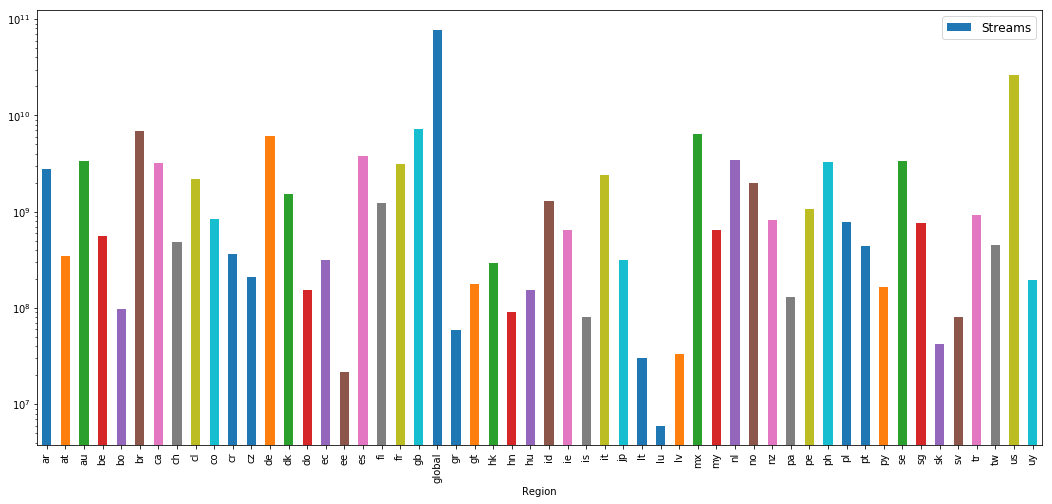 10^11
10^10
10^9
10^8
10^7
Streams
ar at au be bo br ca ch cl co cr cz de dk do ec ee es fi fr gb global gr gt hk hn hu id ie is it jp lt lu lv mx my nl no nz pa pe ph pl pt py se sg sk sv tr tw us uy
Region